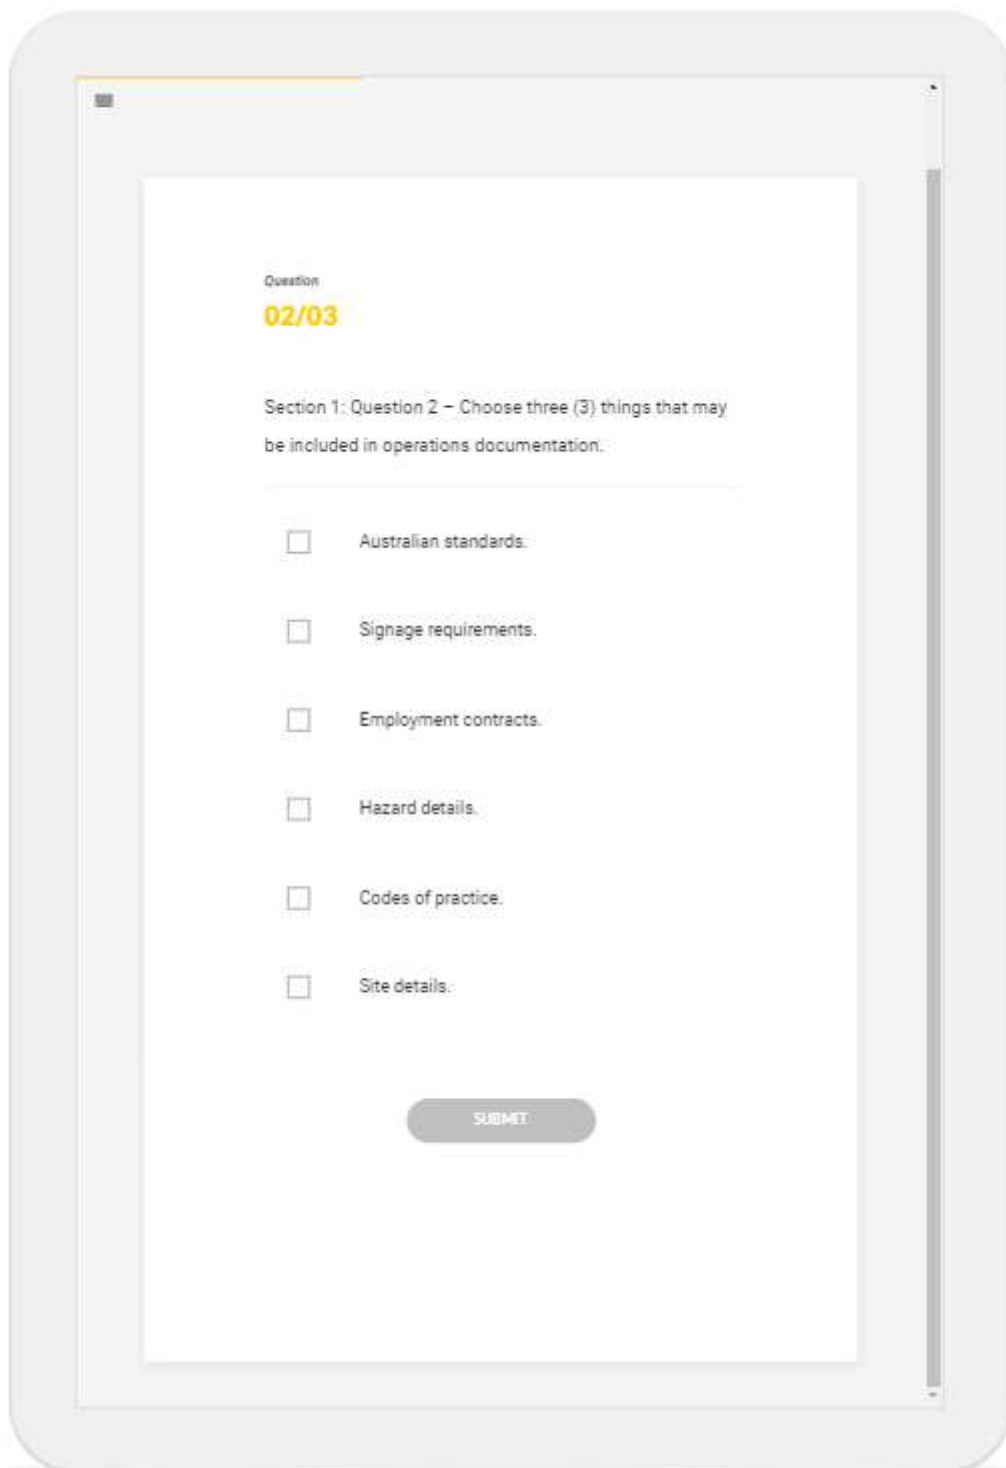 Question
02/03
Section 1: Question 2 – Choose three (3) things that may
be included in operations documentation.
Australian standards.
Signage requirements.
Employment contracts.
Hazard details.
Codes of practice.
Site details.
SUBMIT